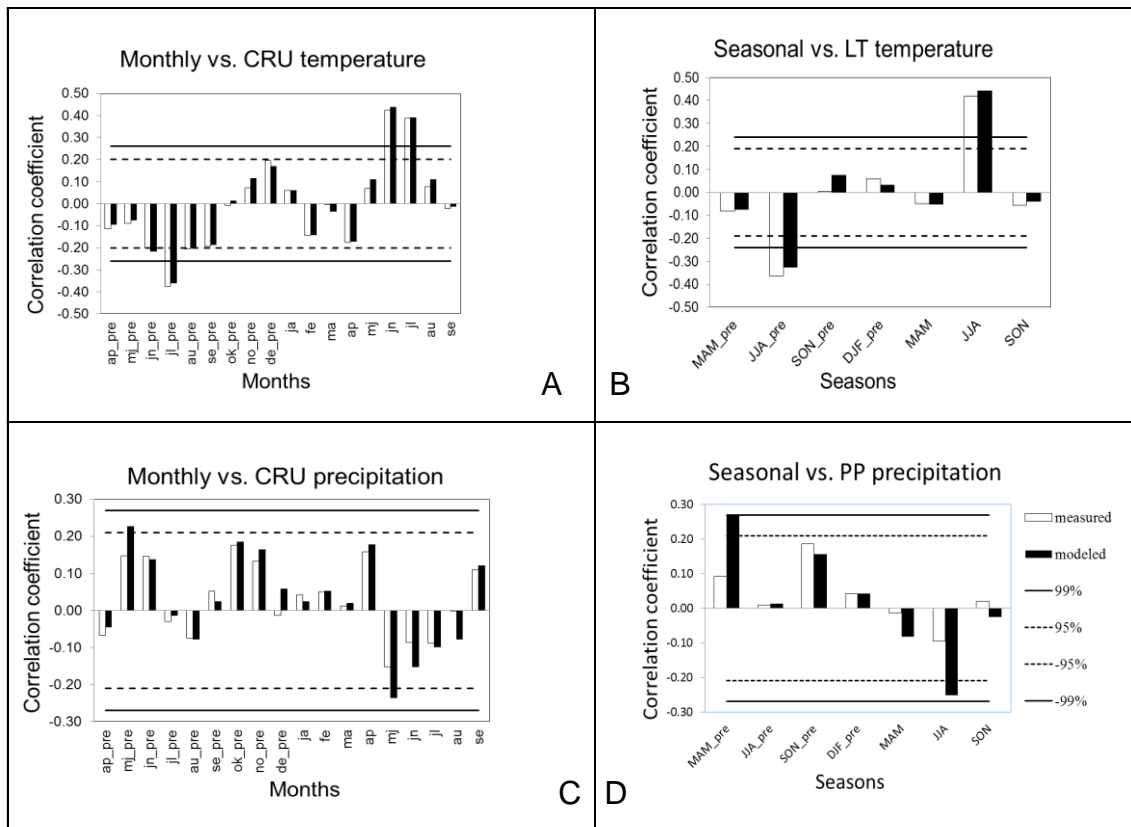 Monthly vs. CRU temperature
Correlation coefficient
0.50
0.40
0.30
0.20
0.10
0.00
-0.10
-0.20
-0.30
-0.40
-0.50
ap_pre
mj_pre
jn_pre
jl_pre
au_pre
se_pre
ok_pre
no_pre
de_pre
ja
fe
ma
ap
mj
jn
jl
au
se
Months
A
Seasonal vs. LT temperature
Correlation coefficient
0.50
0.40
0.30
0.20
0.10
0.00
-0.10
-0.20
-0.30
-0.40
-0.50
MAM_pre
JJA_pre
SON_pre
DJF_pre
MAM
JJA
SON
Seasons
B
Monthly vs. CRU precipitation
Correlation coefficient
0.30
0.20
0.10
0.00
-0.10
-0.20
-0.30
ap_pre
mj_pre
jn_pre
jl_pre
au_pre
se_pre
ok_pre
no_pre
de_pre
ja
fe
ma
ap
mj
jn
jl
au
se
Months
C
Seasonal vs. PP precipitation
Correlation coefficient
0.30
0.20
0.10
0.00
-0.10
-0.20
-0.30
MAM_pre
JJA_pre
SON_pre
DJF_pre
MAM
JJA
SON
Seasons
D
measured
modeled
99%
95%
-95%
-99%